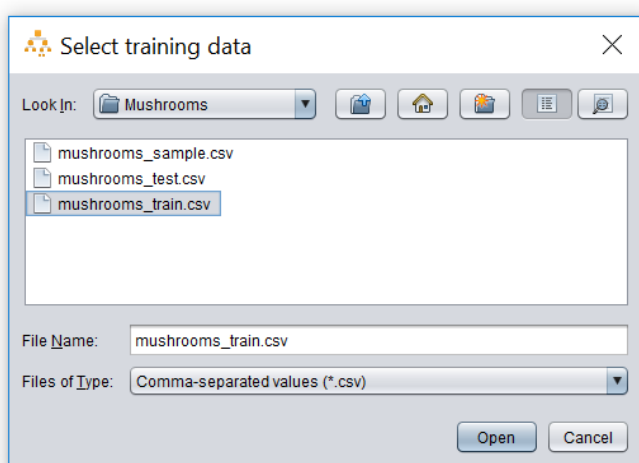 Select training data
Look In: Mushrooms
mushrooms_sample.csv
mushrooms_test.csv
mushrooms_train.csv
File Name: mushrooms_train.csv
Files of Type: Comma-separated values (*.csv)
Open Cancel